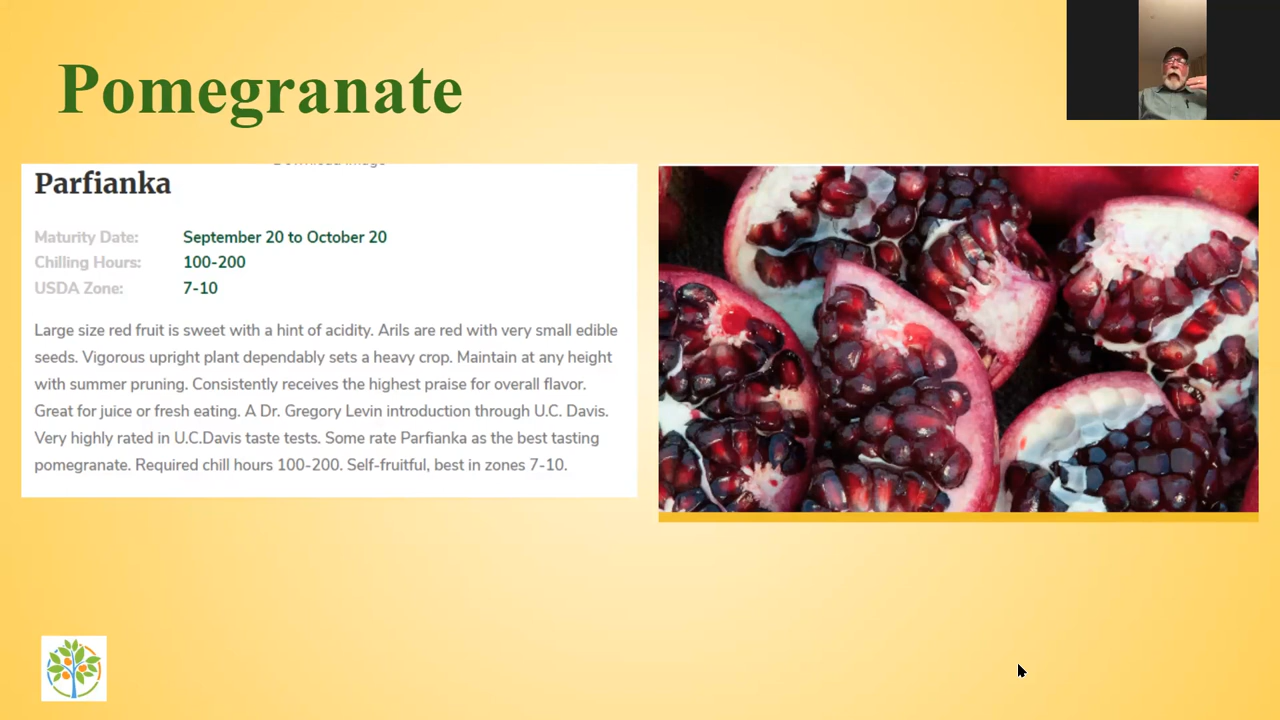 Pomegranate
Parfianka
Maturity Date: September 20 to October 20
Chilling Hours: 100-200
USDA Zone: 7-10
Large size red fruit is sweet with a hint of acidity. Arils are red with very small edible
seeds. Vigorous upright plant dependably sets a heavy crop. Maintain at any height
with summer pruning. Consistently receives the highest praise for overall flavor.
Great for juice or fresh eating. A Dr. Gregory Levin introduction through U.C. Davis.
Very highly rated in U.C.Davis taste tests. Some rate Parfianka as the best tasting
pomegranate. Required chill hours 100-200. Self-fruitful, best in zones 7-10.